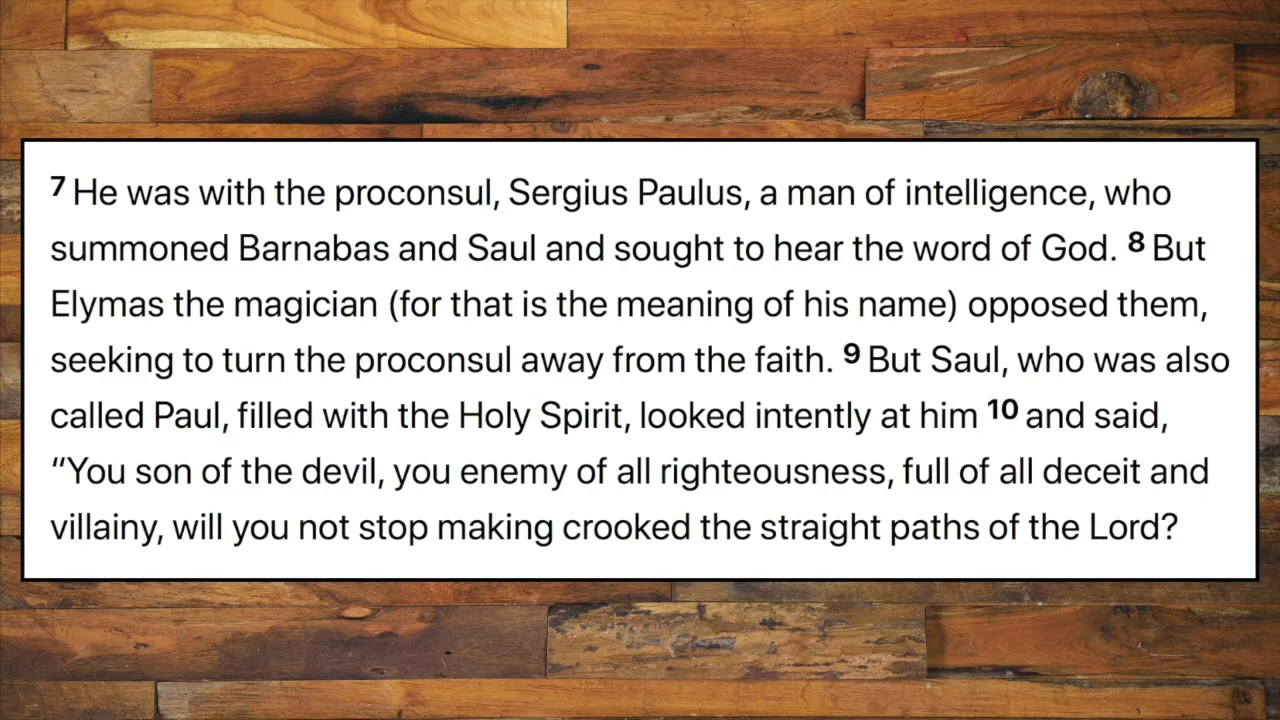 7 He was with the proconsul, Sergius Paulus, a man of intelligence, who
summoned Barnabas and Saul and sought to hear the word of God. 8 But
Elymas the magician (for that is the meaning of his name) opposed them,
seeking to turn the proconsul away from the faith. 9 But Saul, who was also
called Paul, filled with the Holy Spirit, looked intently at him 10 and said,
“You son of the devil, you enemy of all righteousness, full of all deceit and
villainy, will you not stop making crooked the straight paths of the Lord?